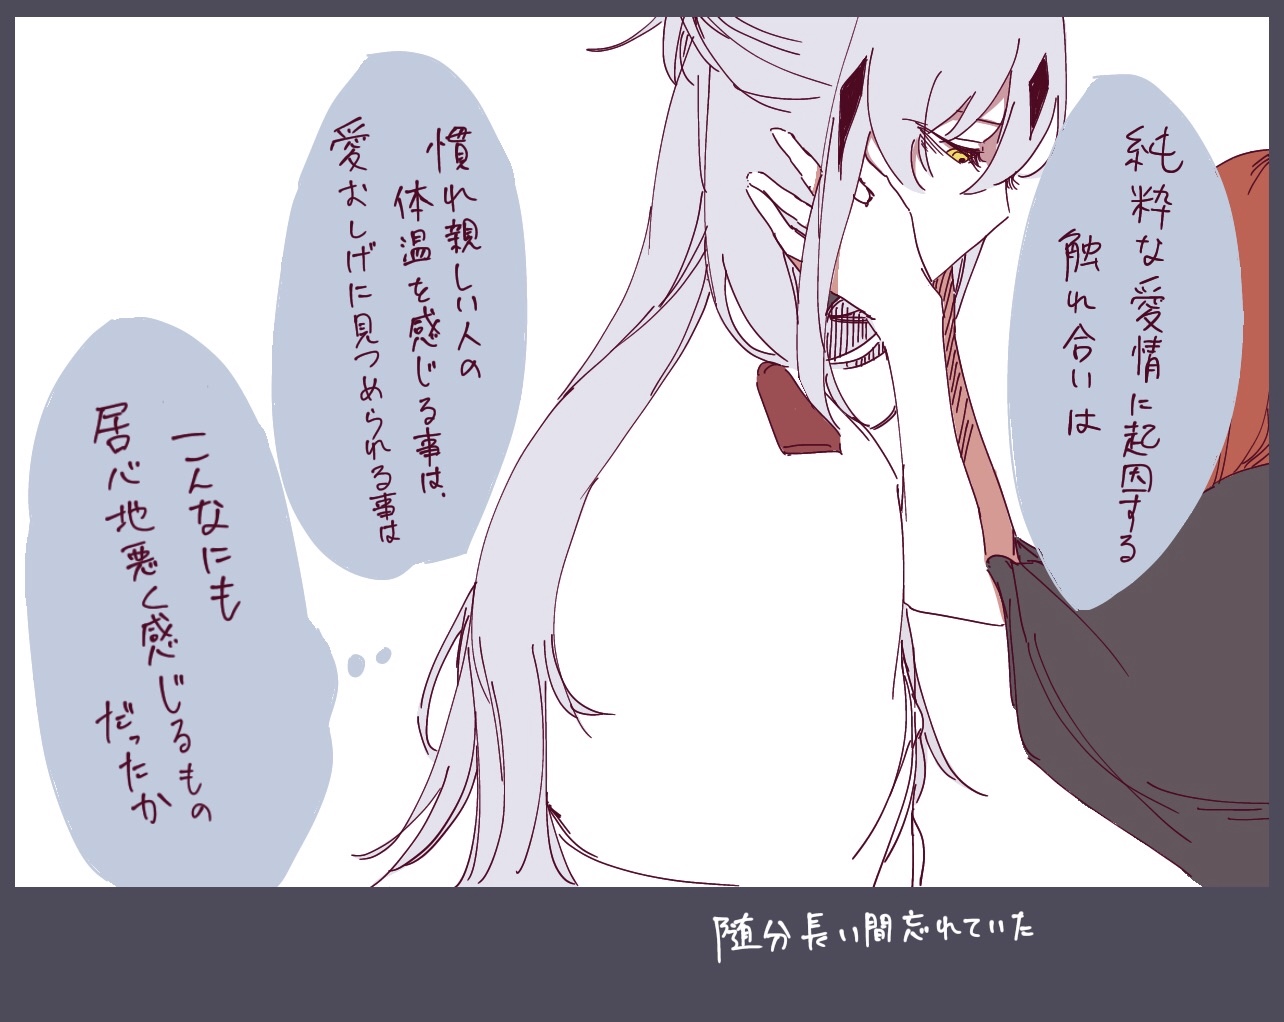 純粋な愛情に起因する
触れ合いは
慣れ親しい人の
体温を感じる事は、
愛おしげに見つめられる事は
こんなにも
居心地悪く感じるもの
だったか
随分長い間忘れていた